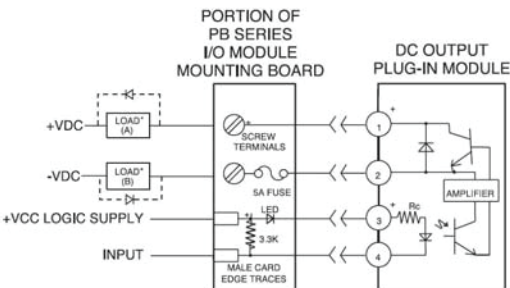 PORTION OF
PB SERIES
I/O MODULE
MOUNTING BOARD
DC OUTPUT
PLUG-IN MODULE
+VDC
LOAD*
(A)
SCREW
TERMINALS
+
1
-VDC
LOAD*
(B)
5A FUSE
2
AMPLIFIER
+VCC LOGIC SUPPLY
LED
+
3
Rc
3.3K
INPUT
4
MALE CARD
EDGE TRACES